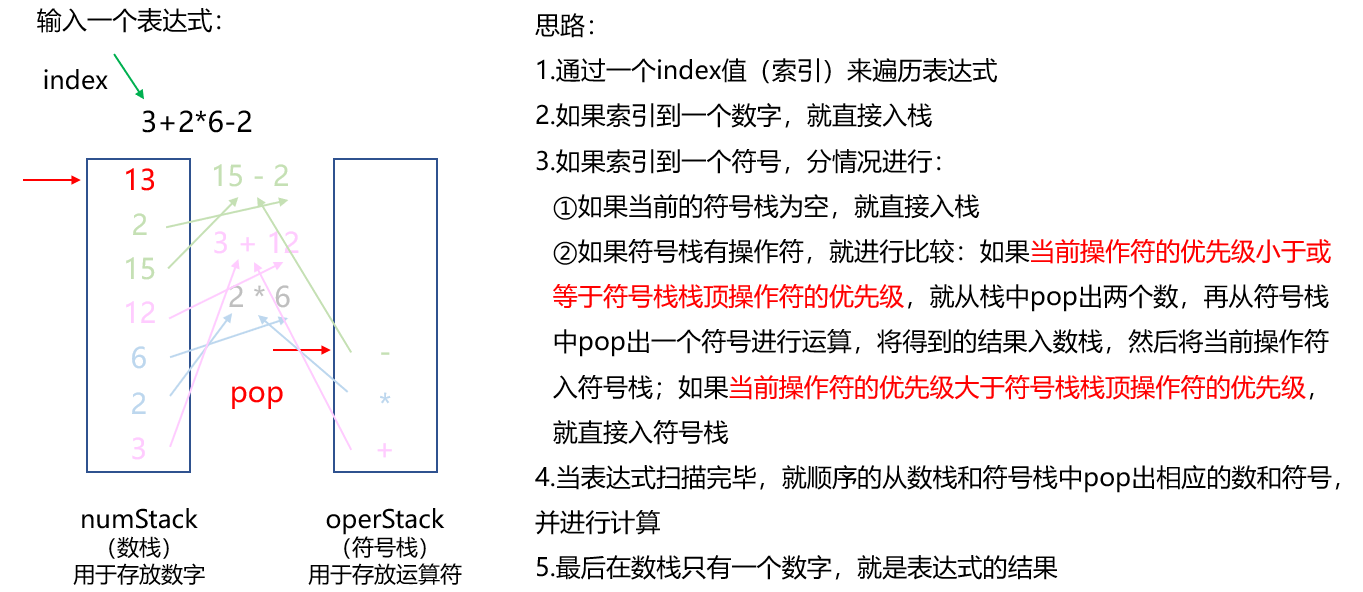 输入一个表达式：
index
3+2*6-2
13
2
15
12
6
2
3
15 - 2
3 + 12
2 * 6
pop
-
*
+
numStack
（数栈）
用于存放数字
operStack
（符号栈）
用于存放运算符
思路：
1.通过一个index值（索引）来遍历表达式
2.如果索引到一个数字，就直接入栈
3.如果索引到一个符号，分情况进行：
①如果当前的符号栈为空，就直接入栈
②如果符号栈有操作符，就进行比较：如果当前操作符的优先级小于或
等于符号栈栈顶操作符的优先级，就从栈中pop出两个数，再从符号栈
中pop出一个符号进行运算，将得到的结果入数栈，然后将当前操作符
入符号栈；如果当前操作符的优先级大于符号栈栈顶操作符的优先级，
就直接入符号栈
4.当表达式扫描完毕，就顺序的从数栈和符号栈中pop出相应的数和符号，
并进行计算
5.最后在数栈只有一个数字，就是表达式的结果